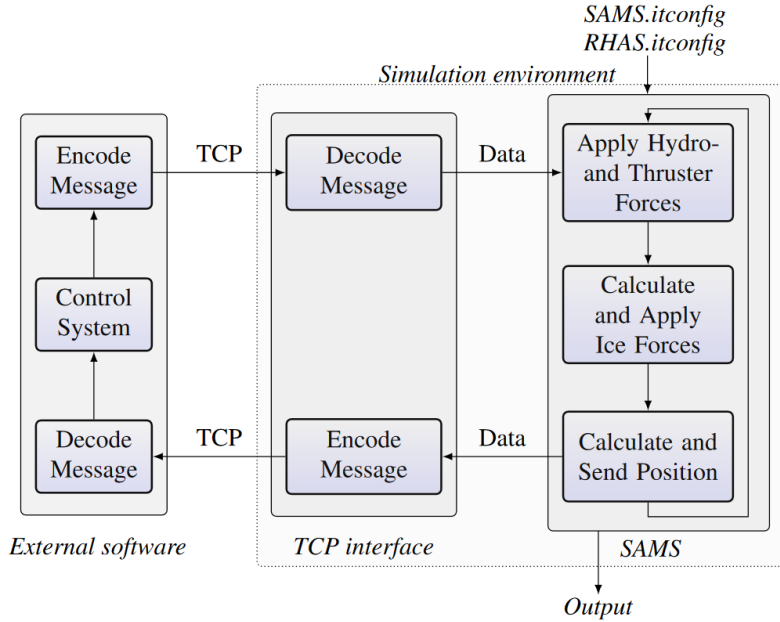 SAMS.itconfig
RHAS.itconfig
Simulation environment
Encode
Message
TCP
Decode
Message
Data
Apply Hydro-
and Thruster
Forces
Control
System
Calculate
and Apply
Ice Forces
Decode
Message
TCP
Encode
Message
Data
Calculate and
Send Position
External software
TCP interface
SAMS
Output